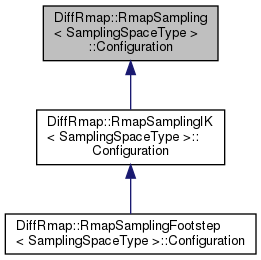 DiffRmap::RmapSampling
< SamplingSpaceType >
::Configuration
DiffRmap::RmapSamplingIK
< SamplingSpaceType >::
Configuration
DiffRmap::RmapSamplingFootstep
< SamplingSpaceType >::Configuration